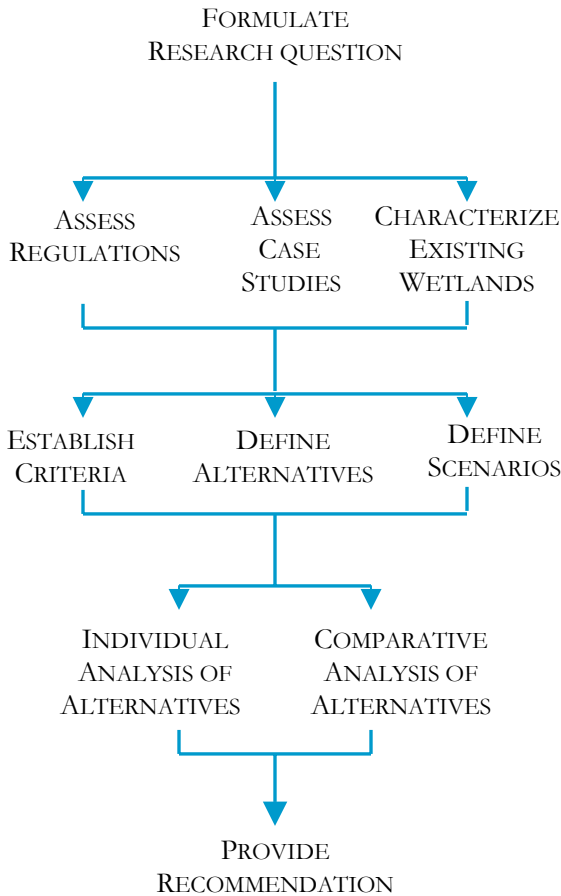 FORMULATE
RESEARCH QUESTION
ASSESS
REGULATIONS
ASSESS
CASE
STUDIES
CHARACTERIZE
EXISTING
WETLANDS
ESTABLISH
CRITERIA
DEFINE
ALTERNATIVES
DEFINE
SCENARIOS
INDIVIDUAL
ANALYSIS OF
ALTERNATIVES
COMPARATIVE
ANALYSIS OF
ALTERNATIVES
PROVIDE
RECOMMENDATION